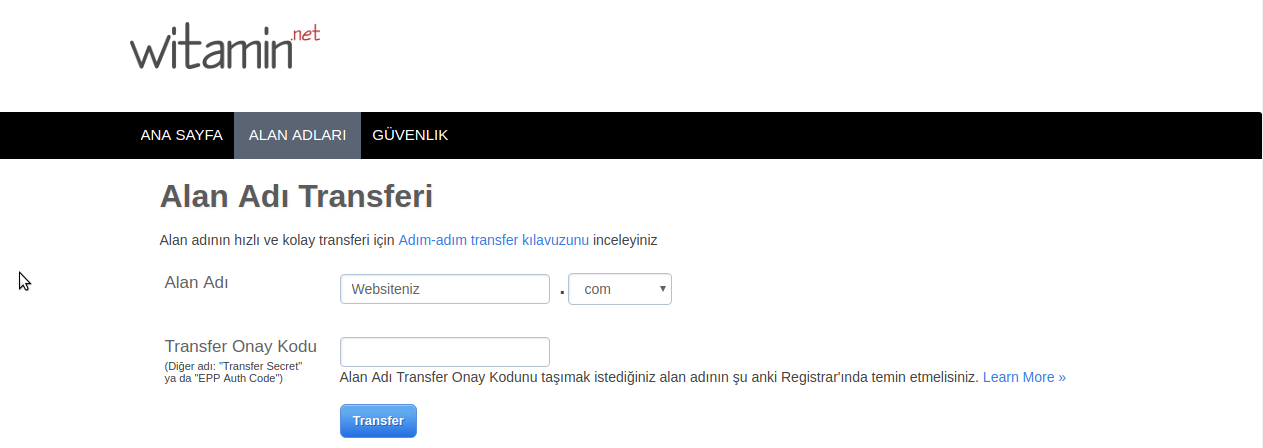 witamin.net
ANA SAYFA ALAN ADLARI GÜVENLIK
Alan Adı Transferi
Alan adının hızlı ve kolay transferi için Adım-adım transfer kılavuzunu inceleyiniz
Alan Adı Websiteniz . com
Transfer Onay Kodu
(Diğer adı: "Transfer Secret"
ya da "EPP Auth Code")
Alan Adı Transfer Onay Kodunu taşımak istediğiniz alan adının şu anki Registrar'ında temin etmelisiniz. Learn More »
Transfer